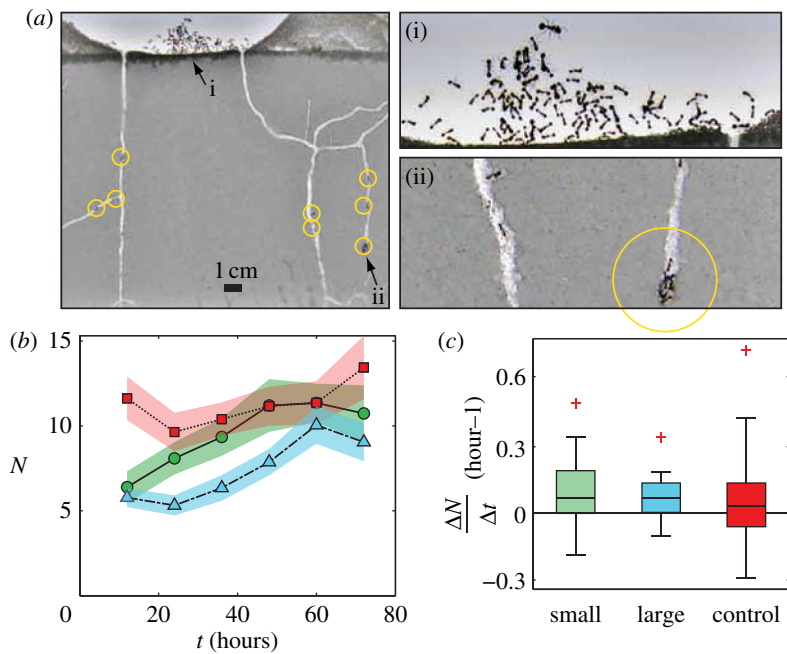 (a)
i
1 cm
ii
(i)
(ii)
(b)
15
10
5
N
0
20
40
60
80
t (hours)
(c)
0.6
0.3
0
–0.3
ΔN
Δt
(hour–1)
small
large
control